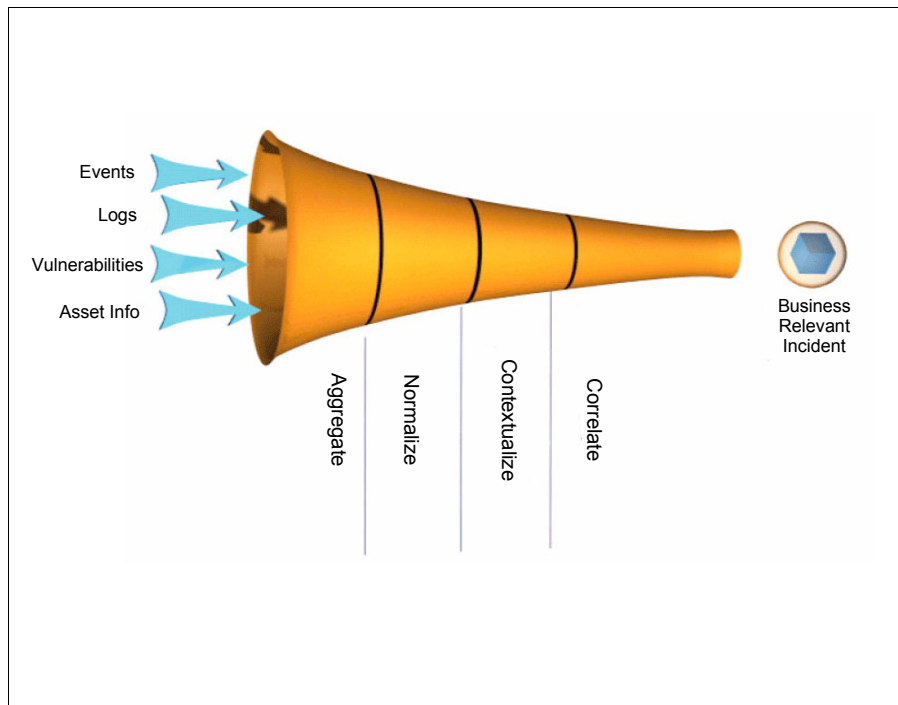 Events
Logs
Vulnerabilities
Asset Info
Aggregate
Normalize
Contextualize
Correlate
Business
Relevant
Incident